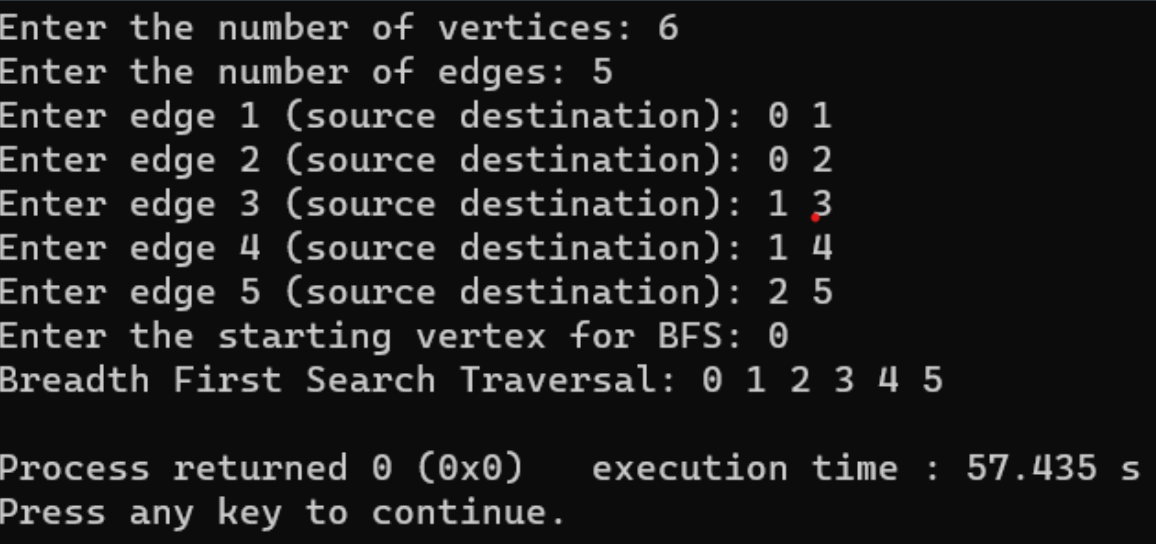 Enter the number of vertices: 6
Enter the number of edges: 5
Enter edge 1 (source destination): 0 1
Enter edge 2 (source destination): 0 2
Enter edge 3 (source destination): 1 3
Enter edge 4 (source destination): 1 4
Enter edge 5 (source destination): 2 5
Enter the starting vertex for BFS: 0
Breadth First Search Traversal: 0 1 2 3 4 5
Process returned 0 (0x0)   execution time : 57.435 s
Press any key to continue.